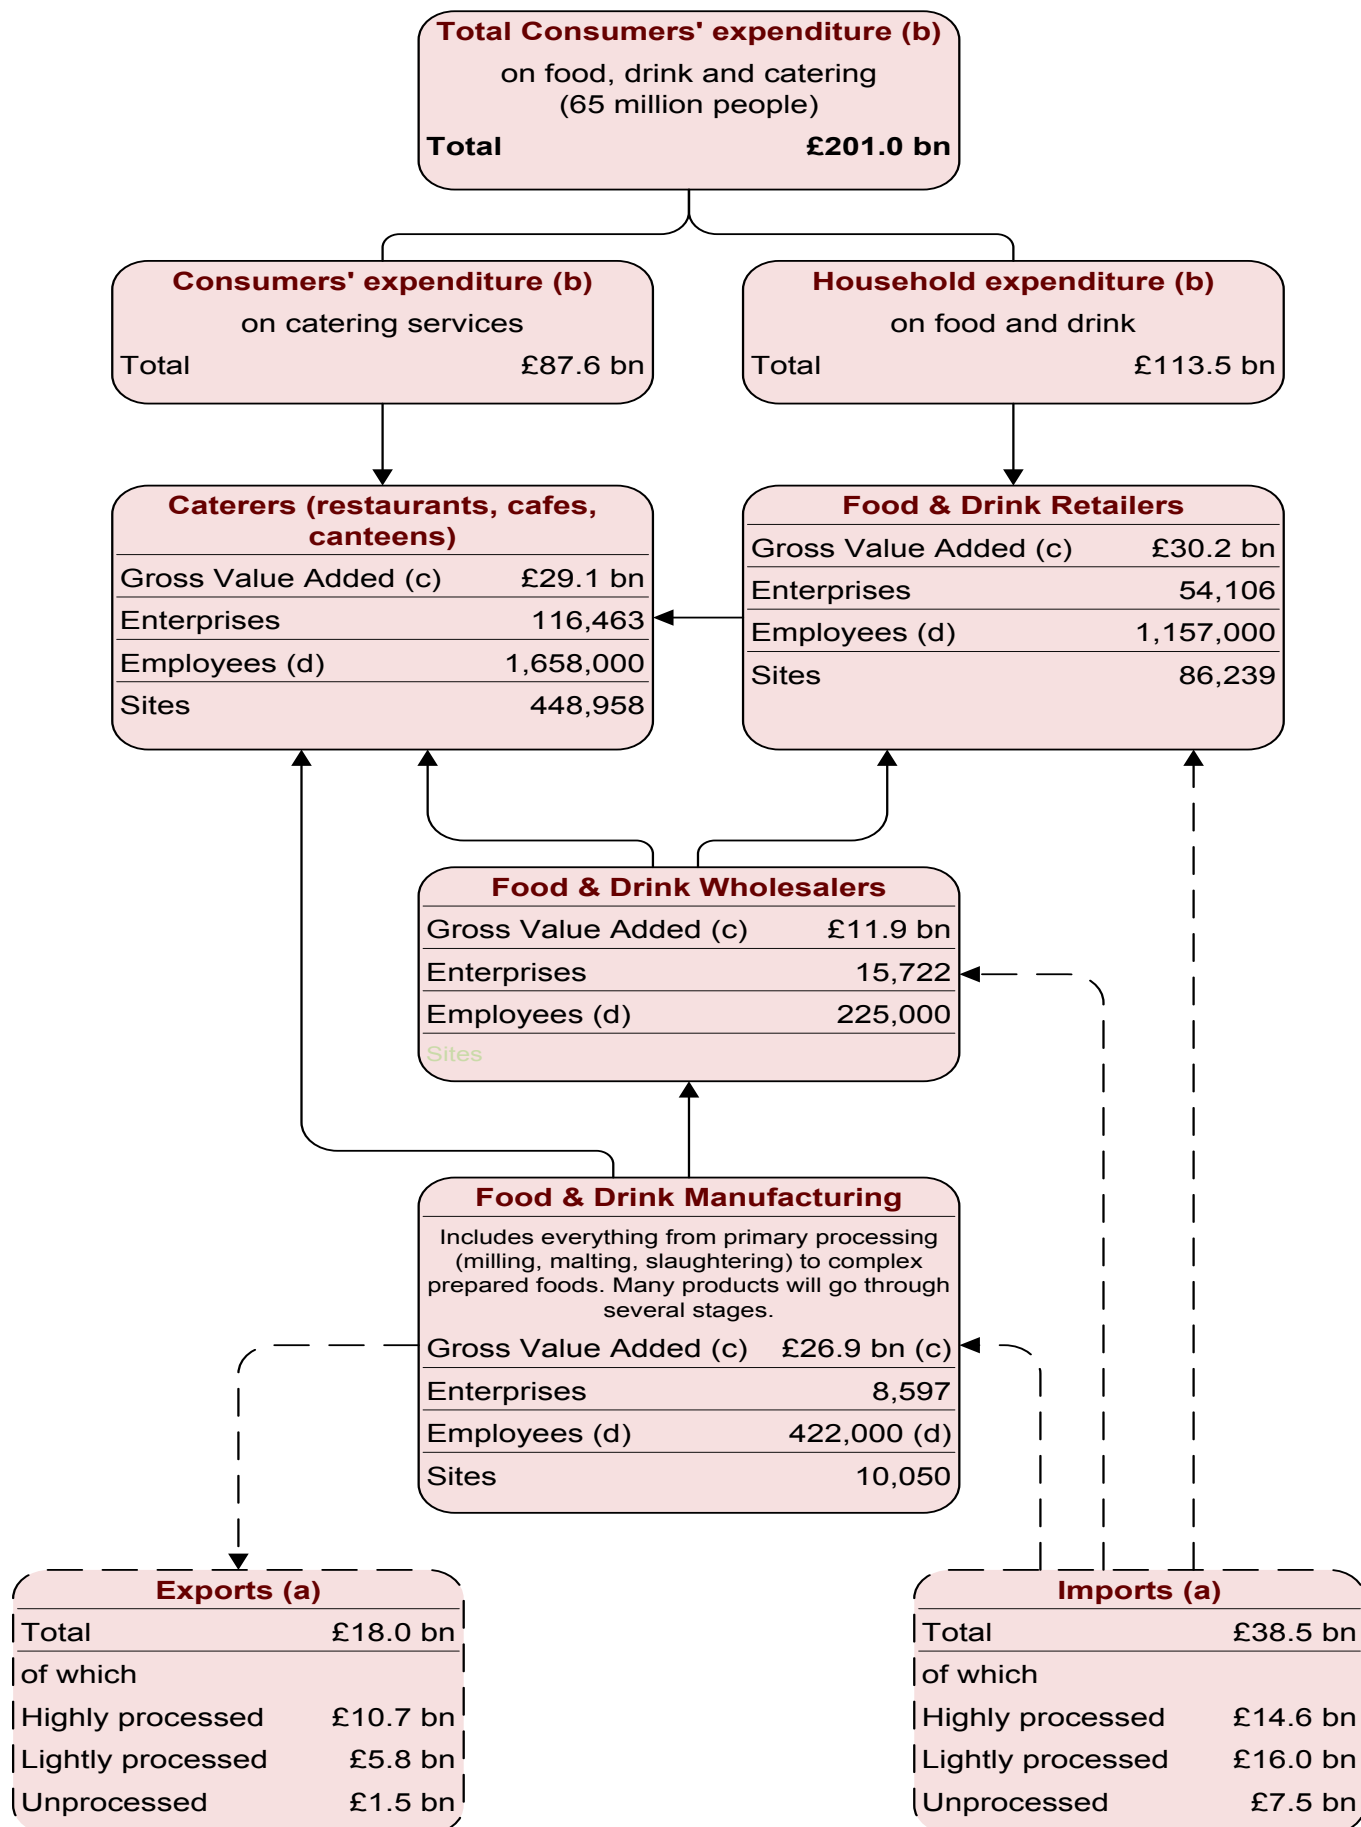 Total Consumers' expenditure (b)
on food, drink and catering
(65 million people)
Total £201.0 bn
Consumers' expenditure (b)
on catering services
Total £87.6 bn
Household expenditure (b)
on food and drink
Total £113.5 bn
Caterers (restaurants, cafes,
canteens)
Gross Value Added (c) £29.1 bn
Enterprises 116,463
Employees (d) 1,658,000
Sites 448,958
Food & Drink Retailers
Gross Value Added (c) £30.2 bn
Enterprises 54,106
Employees (d) 1,157,000
Sites 86,239
Food & Drink Wholesalers
Gross Value Added (c) £11.9 bn
Enterprises 15,722
Employees (d) 225,000
Sites
Food & Drink Manufacturing
Includes everything from primary processing
(milling, malting, slaughtering) to complex
prepared foods. Many products will go through
several stages.
Gross Value Added (c) £26.9 bn (c)
Enterprises 8,597
Employees (d) 422,000 (d)
Sites 10,050
Exports (a)
Total £18.0 bn
of which
Highly processed £10.7 bn
Lightly processed £5.8 bn
Unprocessed £1.5 bn
Imports (a)
Total £38.5 bn
of which
Highly processed £14.6 bn
Lightly processed £16.0 bn
Unprocessed £7.5 bn